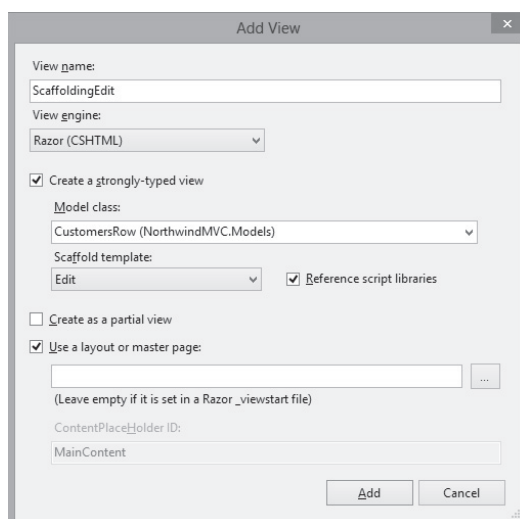 Add View
×
View name:
ScaffoldingEdit
View engine:
Razor (CSHTML)
Create a strongly-typed view
Model class:
CustomersRow (NorthwindMVC.Models)
Scaffold template:
Edit
Reference script libraries
Create as a partial view
Use a layout or master page:
...
(Leave empty if it is set in a Razor _viewstart file)
ContentPlaceHolder ID:
MainContent
Add
Cancel